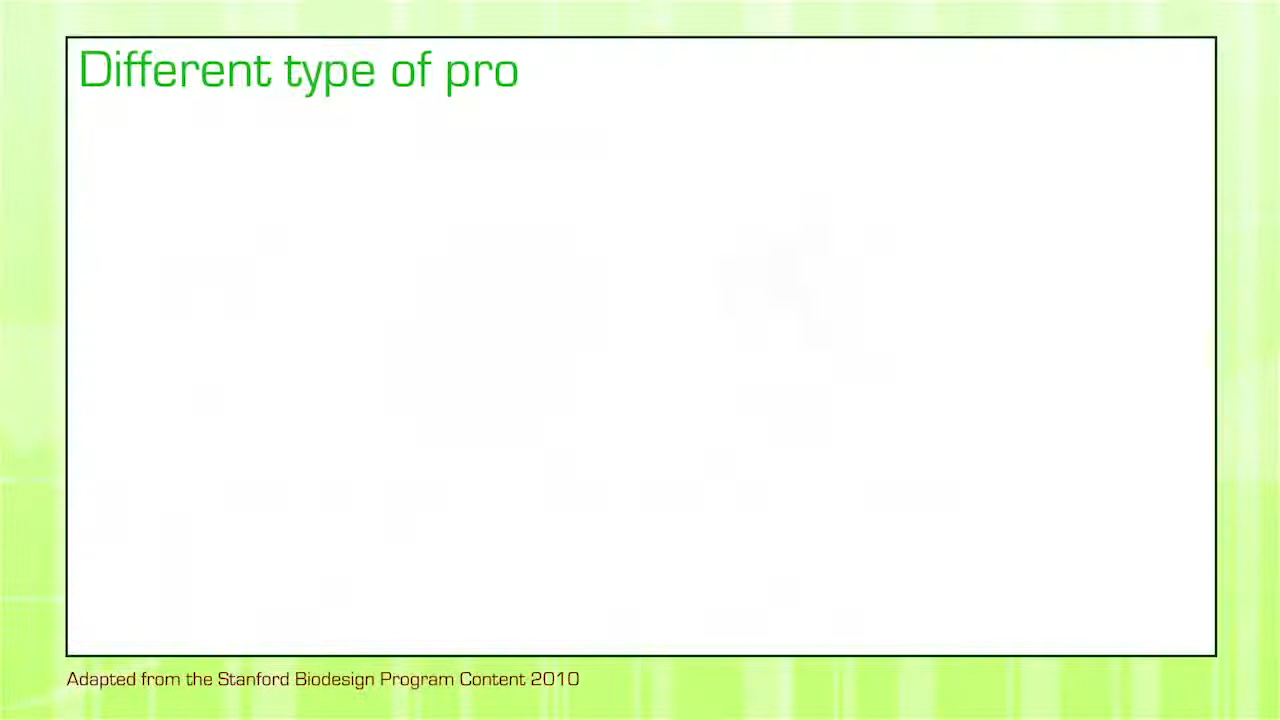 Different type of pro
Adapted from the Stanford Biodesign Program Content 2010